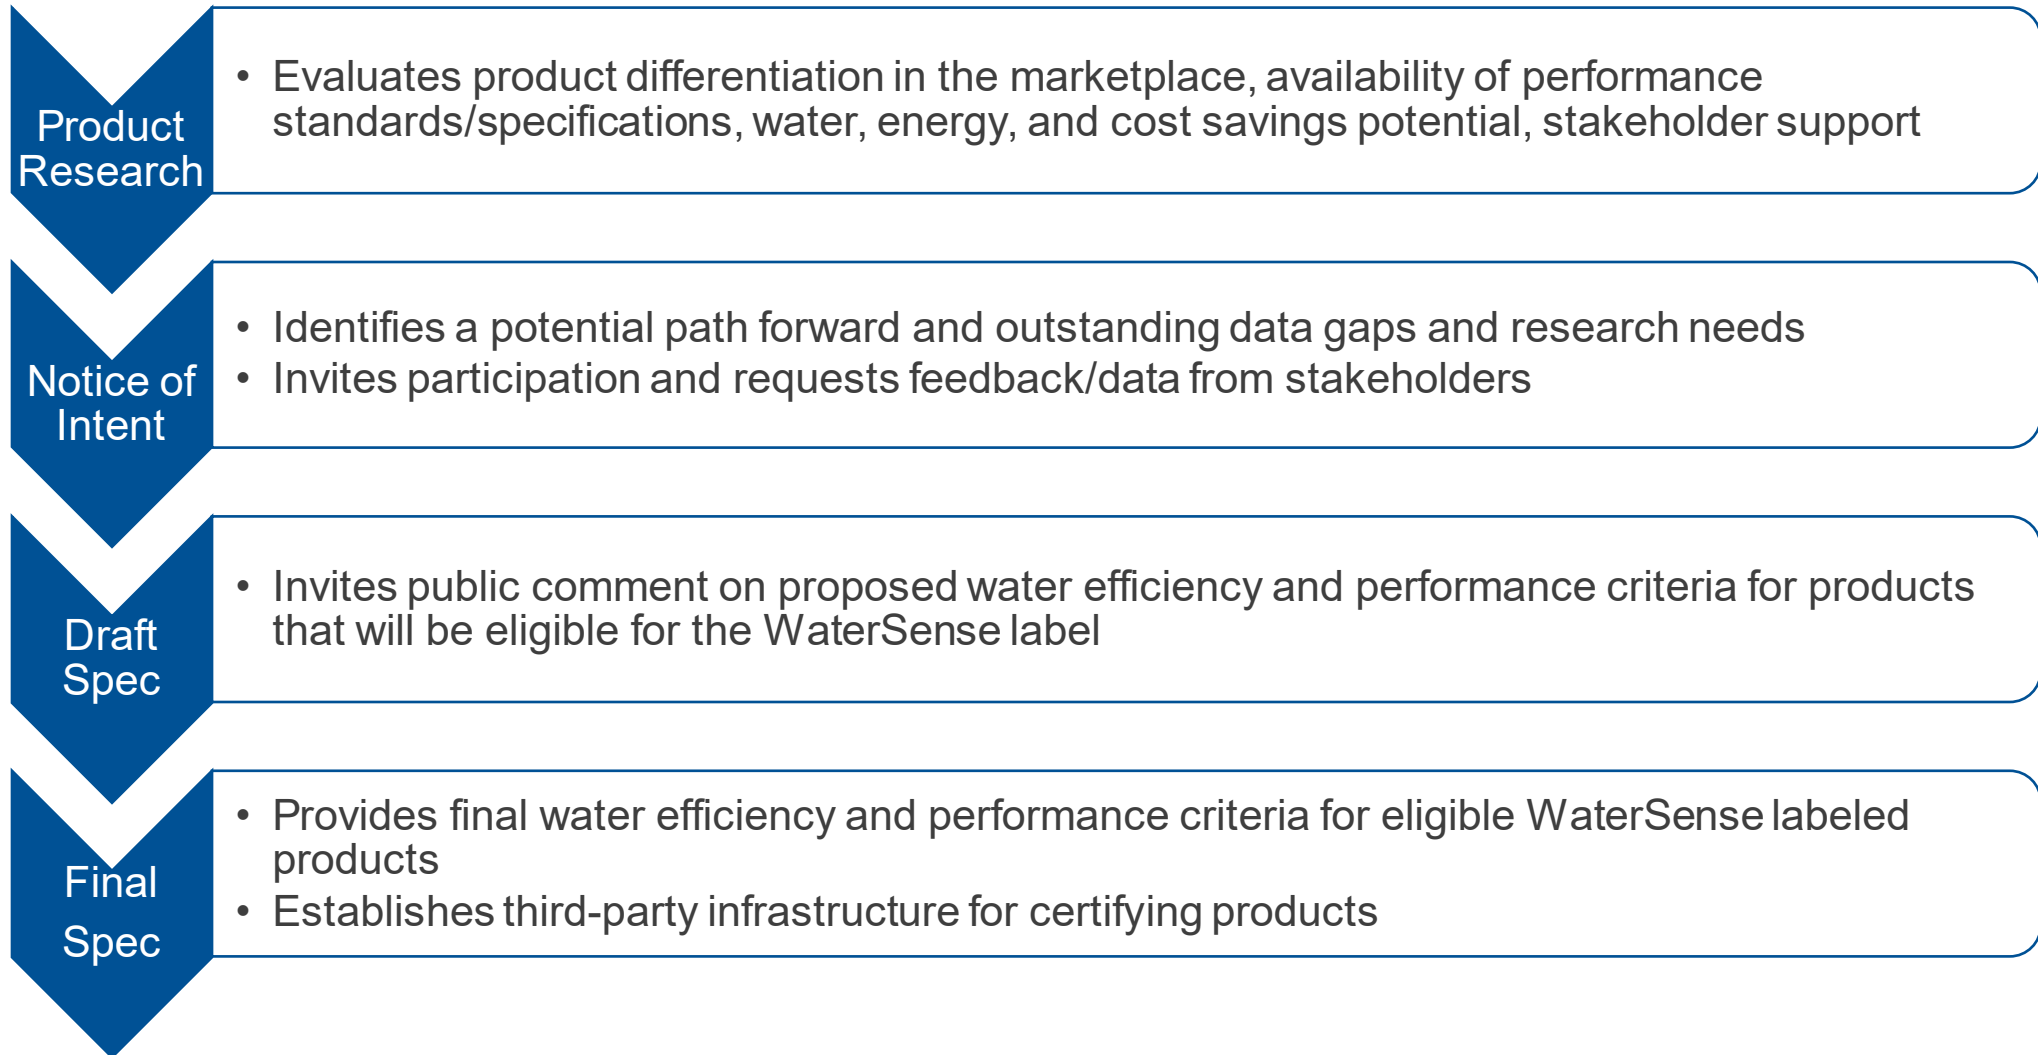 Product
Research
• Evaluates product differentiation in the marketplace, availability of performance
standards/specifications, water, energy, and cost savings potential, stakeholder support
Notice of
Intent
• Identifies a potential path forward and outstanding data gaps and research needs
• Invites participation and requests feedback/data from stakeholders
Draft
Spec
• Invites public comment on proposed water efficiency and performance criteria for products
that will be eligible for the WaterSense label
Final
Spec
• Provides final water efficiency and performance criteria for eligible WaterSense labeled
products
• Establishes third-party infrastructure for certifying products